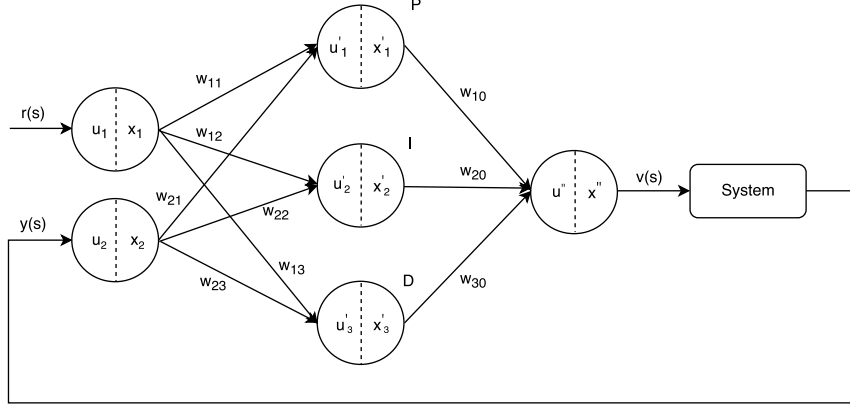 P
u'₁ x'₁
w₁₁
w₁₀
r(s)
u₁ x₁
w₁₂
I
u'₂ x'₂
w₂₀
u" x"
v(s)
System
w₂₁
w₂₂
y(s)
u₂ x₂
w₁₃
w₂₃
D
w₃₀
u'₃ x'₃